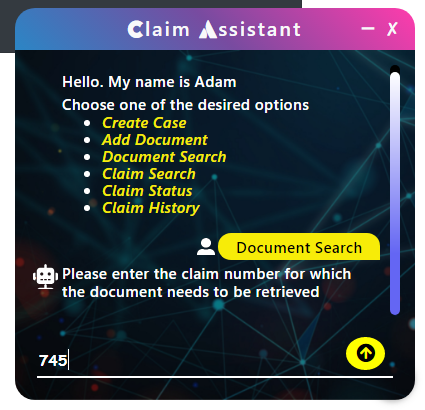 Claim Assistant
– X
Hello. My name is Adam
Choose one of the desired options
• Create Case
• Add Document
• Document Search
• Claim Search
• Claim Status
• Claim History
Document Search
Please enter the claim number for which
the document needs to be retrieved
745